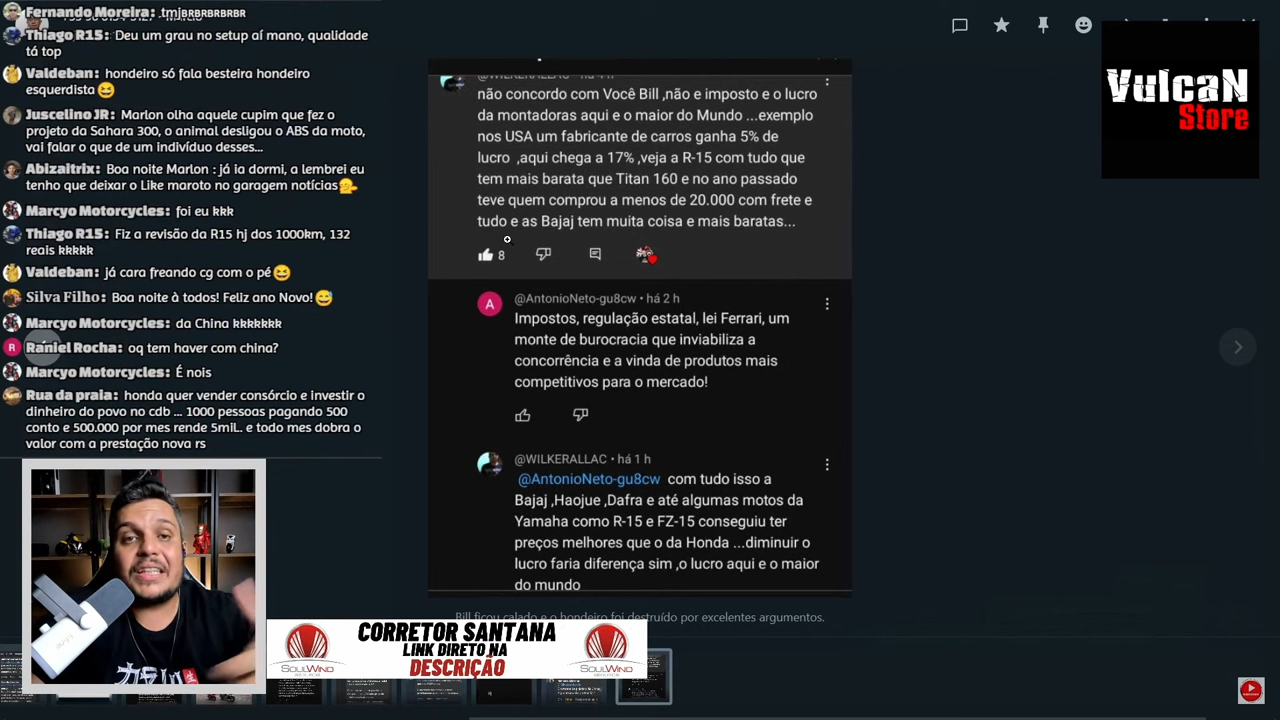 Fernando Moreira: .tmjBRBRBRBRBR
Thiago R15: Deu um grau no setup aí mano, qualidade
tá top
Valdeban: hondeiro só fala besteira hondeiro
esquerdista
Juscelino JR: Marlon olha aquele cupim que fez o
projeto da Sahara 300, o animal desligou o ABS da moto,
vai falar o que de um indivíduo desses...
Abizaitrix: Boa noite Marlon : já ia dormi, a lembrei eu
tenho que deixar o Like maroto no garagem notícias
Marcyo Motorcycles: foi eu kkk
Thiago R15: Fiz a revisão da R15 hj dos 1000km, 132
reais kkkkk
Valdeban: já cara freando cg com o pé
Silva Filho: Boa noite à todos! Feliz ano Novo!
Marcyo Motorcycles: da China kkkkkkk
Raniel Rocha: oq tem haver com china?
Marcyo Motorcycles: É nois
Rua da praia: honda quer vender consórcio e investir o
dinheiro do povo no cdb ... 1000 pessoas pagando 500
conto e 500.000 por mes rende 5mil.. e todo mes dobra o
valor com a prestação nova rs
@WILKERALLAC • há 4 h
não concordo com Você Bill ,não e imposto e o lucro
da montadoras aqui e o maior do Mundo ...exemplo
nos USA um fabricante de carros ganha 5% de
lucro ,aqui chega a 17% ,veja a R-15 com tudo que
tem mais barata que Titan 160 e no ano passado
teve quem comprou a menos de 20.000 com frete e
tudo e as Bajaj tem muita coisa e mais baratas...
8
A
@AntonioNeto-gu8cw • há 2 h
Impostos, regulação estatal, lei Ferrari, um
monte de burocracia que inviabiliza a
concorrência e a vinda de produtos mais
competitivos para o mercado!
@WILKERALLAC • há 1 h
@AntonioNeto-gu8cw com tudo isso a
Bajaj ,Haojue ,Dafra e até algumas motos da
Yamaha como R-15 e FZ-15 conseguiu ter
preços melhores que o da Honda ...diminuir o
lucro faria diferença sim ,o lucro aqui e o maior
do mundo
Bill ficou calado e o hondeiro foi destruído por excelentes argumentos.
VulcaN
Store
CORRETOR SANTANA
LINK DIRETO NA
DESCRIÇÃO
SOULWIND
SOULWIND